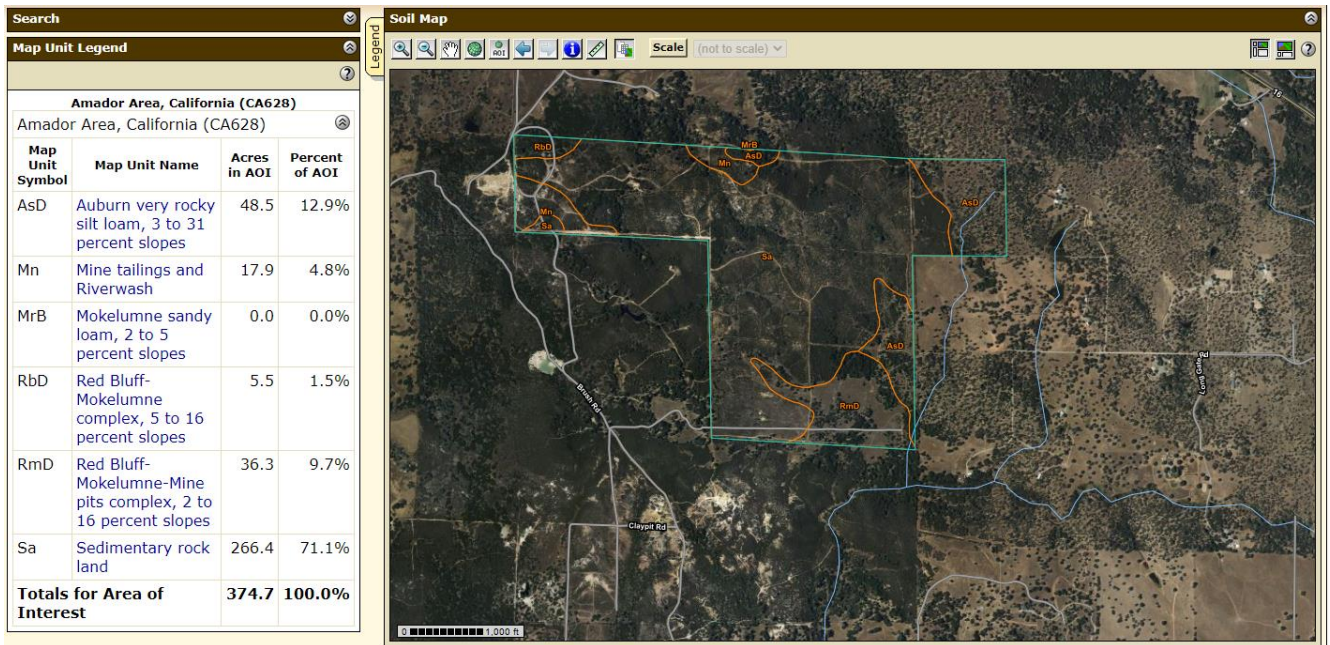 Search
Map Unit Legend
Amador Area, California (CA628)
Amador Area, California (CA628)
Map Unit Symbol Map Unit Name Acres in AOI Percent of AOI
AsD Auburn very rocky silt loam, 3 to 31 percent slopes 48.5 12.9%
Mn Mine tailings and Riverwash 17.9 4.8%
MrB Mokelumne sandy loam, 2 to 5 percent slopes 0.0 0.0%
RbD Red Bluff-Mokelumne complex, 5 to 16 percent slopes 5.5 1.5%
RmD Red Bluff-Mokelumne-Mine pits complex, 2 to 16 percent slopes 36.3 9.7%
Sa Sedimentary rock land 266.4 71.1%
Totals for Area of Interest 374.7 100.0%
Legend
Soil Map
AOI
Scale (not to scale)
16
RbD
MrB
AsD
Mn
AsD
Mn
Sa
Sa
AsD
RmD
Brush Rd
Long Gate Rd
Claypit Rd
0 1,000 ft